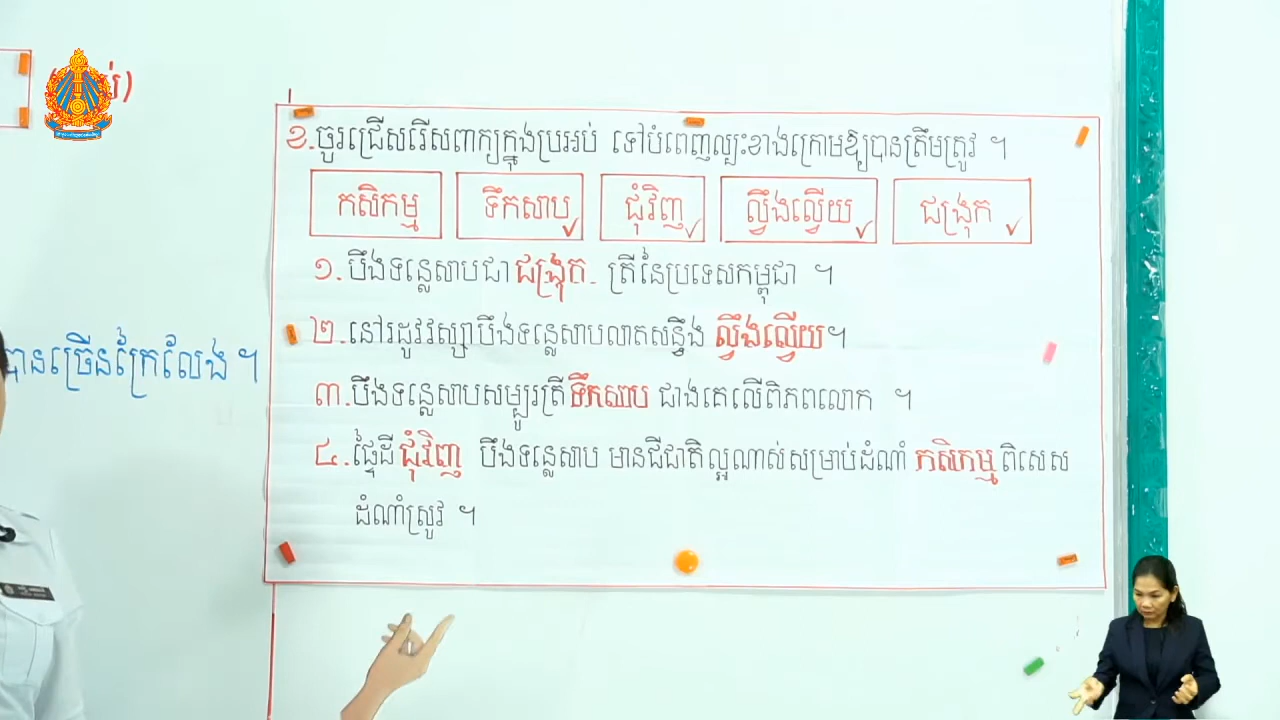 ខ.ចូរជ្រើសរើសពាក្យក្នុងប្រអប់ ទៅបំពេញល្បះខាងក្រោមឱ្យបានត្រឹមត្រូវ ។
កសិកម្ម ទឹកសាប ជុំវិញ ល្វឹងល្វើយ ជង្រុក
១.បឹងទន្លេសាបជា ជង្រុក. ត្រីនៃប្រទេសកម្ពុជា ។
២.នៅរដូវវស្សាបឹងទន្លេសាបលាតសន្ធឹង ល្វឹងល្វើយ។
បានច្រើនក្រៃលែង ។
៣.បឹងទន្លេសាបសម្បូរត្រីទឹកសាប ជាងគេលើពិភពលោក ។
៤.ផ្ទៃដី ជុំវិញ បឹងទន្លេសាប មានជីជាតិល្អណាស់សម្រាប់ដំណាំ កសិកម្ម ពិសេស
ដំណាំស្រូវ ។